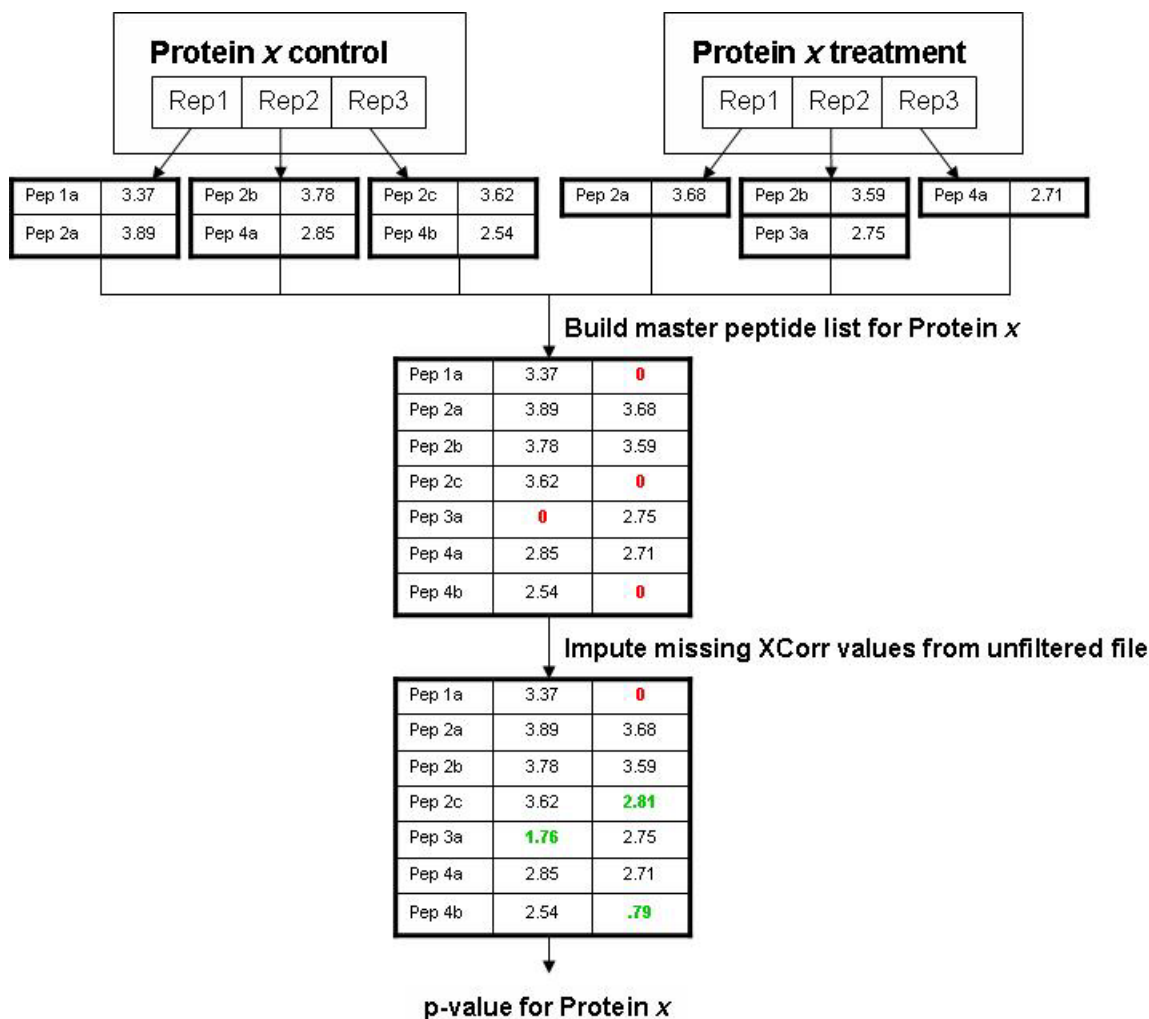 Protein x control
Protein x treatment
Rep1 Rep2 Rep3
Rep1 Rep2 Rep3
Pep 1a 3.37
Pep 2a 3.89
Pep 2b 3.78
Pep 4a 2.85
Pep 2c 3.62
Pep 4b 2.54
Pep 2a 3.68
Pep 2b 3.59
Pep 3a 2.75
Pep 4a 2.71
Build master peptide list for Protein x
Pep 1a 3.37 0
Pep 2a 3.89 3.68
Pep 2b 3.78 3.59
Pep 2c 3.62 0
Pep 3a 0 2.75
Pep 4a 2.85 2.71
Pep 4b 2.54 0
Impute missing XCorr values from unfiltered file
Pep 1a 3.37 0
Pep 2a 3.89 3.68
Pep 2b 3.78 3.59
Pep 2c 3.62 2.81
Pep 3a 1.76 2.75
Pep 4a 2.85 2.71
Pep 4b 2.54 .79
p-value for Protein x